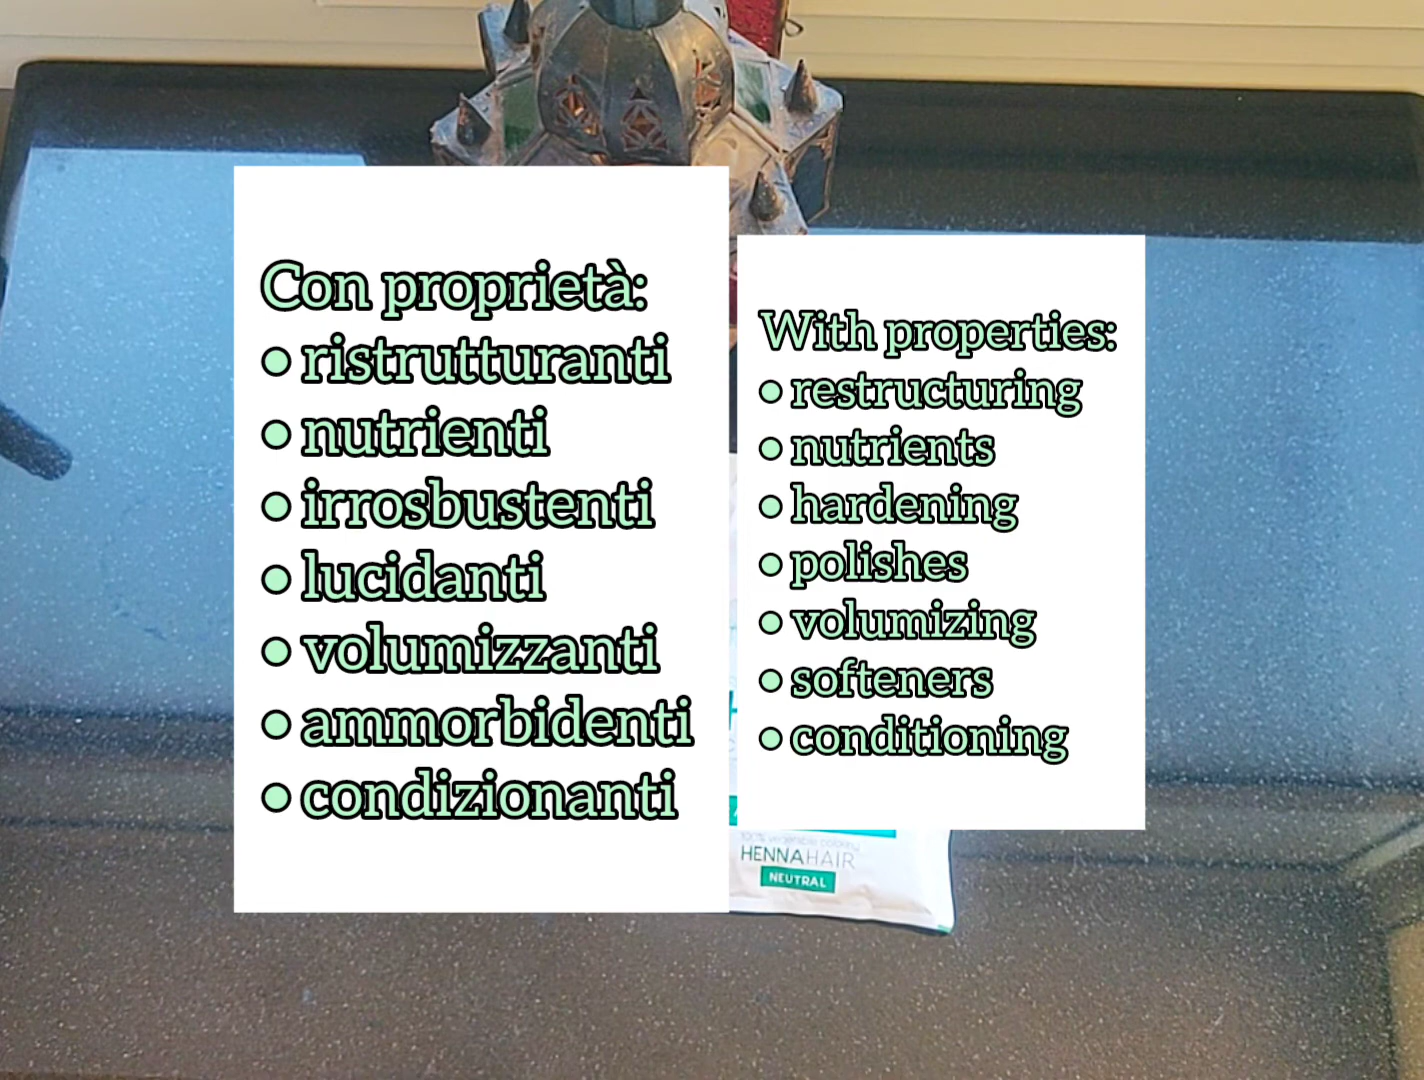 Con proprietà:
• ristrutturanti
• nutrienti
• irrosbustenti
• lucidanti
• volumizzanti
• ammorbidenti
• condizionanti
With properties:
• restructuring
• nutrients
• hardening
• polishes
• volumizing
• softeners
• conditioning
HENNAHAIR
NEUTRAL